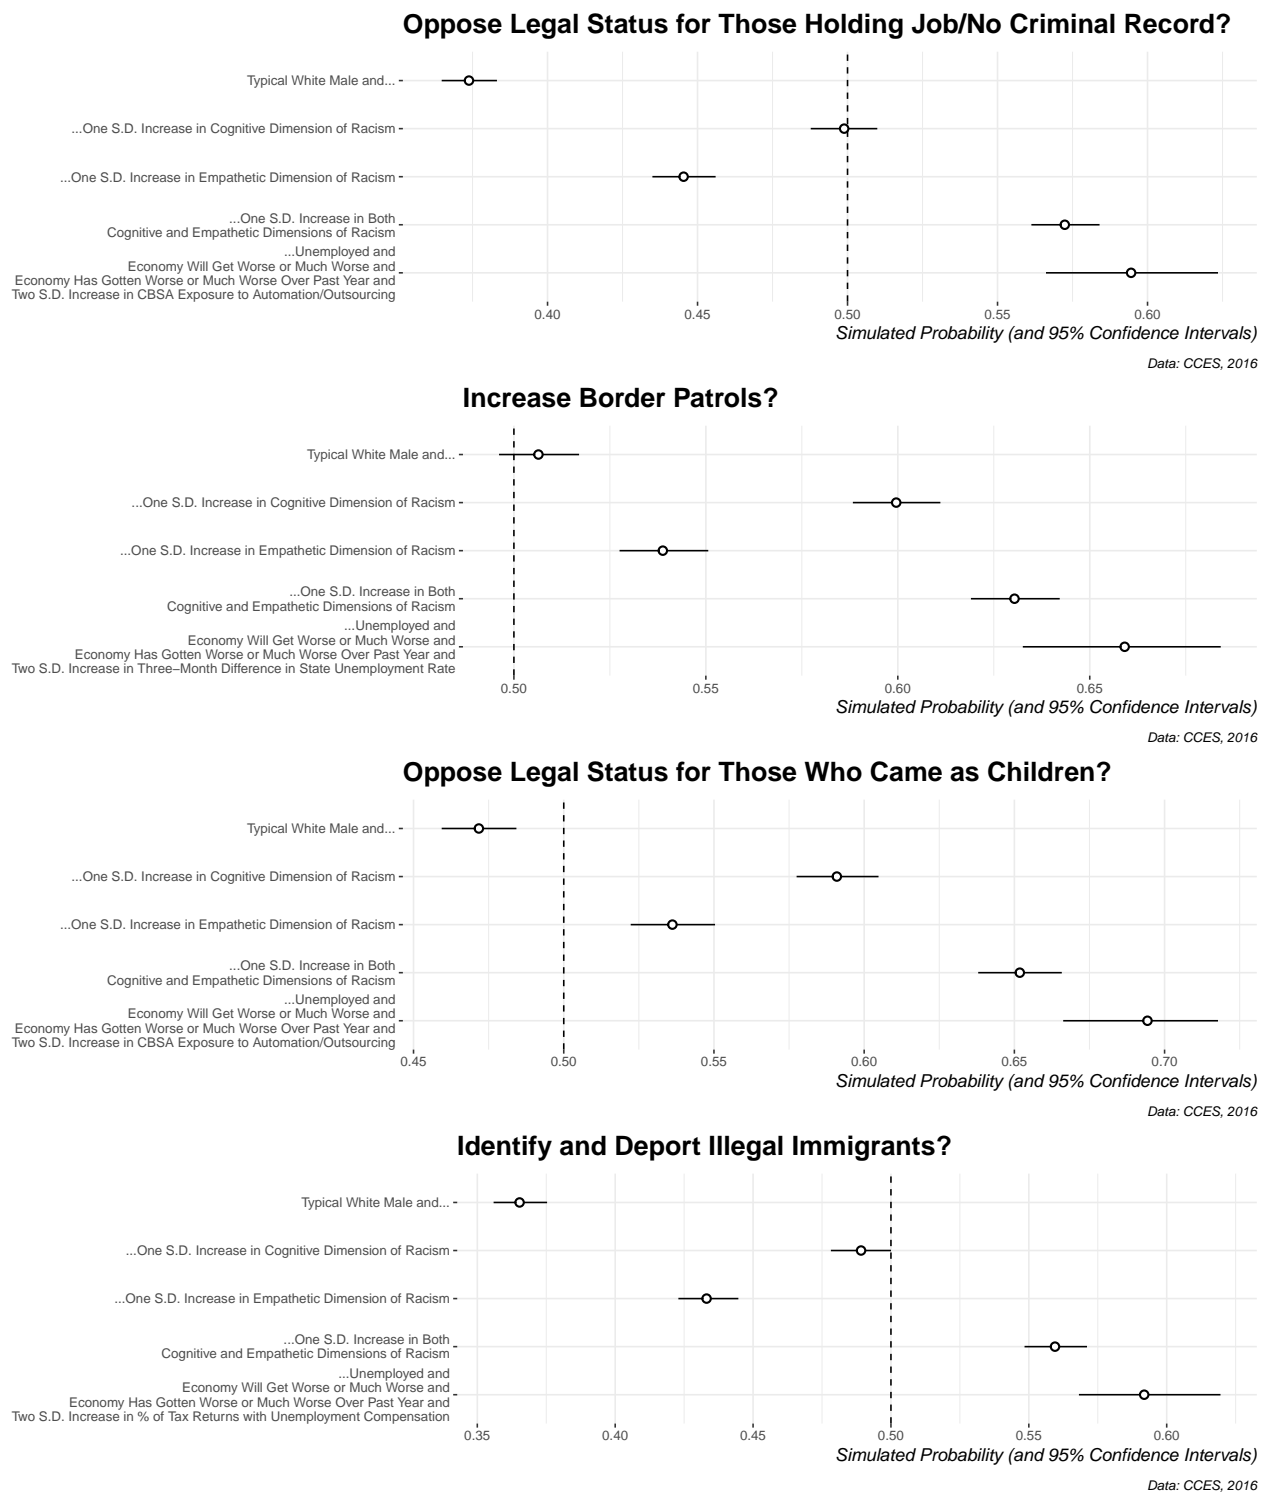 Oppose Legal Status for Those Holding Job/No Criminal Record?
Typical White Male and...
...One S.D. Increase in Cognitive Dimension of Racism
...One S.D. Increase in Empathetic Dimension of Racism
...One S.D. Increase in Both
Cognitive and Empathetic Dimensions of Racism
...Unemployed and
Economy Will Get Worse or Much Worse and
Economy Has Gotten Worse or Much Worse Over Past Year and
Two S.D. Increase in CBSA Exposure to Automation/Outsourcing
0.40 0.45 0.50 0.55 0.60
Simulated Probability (and 95% Confidence Intervals)
Data: CCES, 2016
Increase Border Patrols?
Typical White Male and...
...One S.D. Increase in Cognitive Dimension of Racism
...One S.D. Increase in Empathetic Dimension of Racism
...One S.D. Increase in Both
Cognitive and Empathetic Dimensions of Racism
...Unemployed and
Economy Will Get Worse or Much Worse and
Economy Has Gotten Worse or Much Worse Over Past Year and
Two S.D. Increase in Three–Month Difference in State Unemployment Rate
0.50 0.55 0.60 0.65
Simulated Probability (and 95% Confidence Intervals)
Data: CCES, 2016
Oppose Legal Status for Those Who Came as Children?
Typical White Male and...
...One S.D. Increase in Cognitive Dimension of Racism
...One S.D. Increase in Empathetic Dimension of Racism
...One S.D. Increase in Both
Cognitive and Empathetic Dimensions of Racism
...Unemployed and
Economy Will Get Worse or Much Worse and
Economy Has Gotten Worse or Much Worse Over Past Year and
Two S.D. Increase in CBSA Exposure to Automation/Outsourcing
0.45 0.50 0.55 0.60 0.65 0.70
Simulated Probability (and 95% Confidence Intervals)
Data: CCES, 2016
Identify and Deport Illegal Immigrants?
Typical White Male and...
...One S.D. Increase in Cognitive Dimension of Racism
...One S.D. Increase in Empathetic Dimension of Racism
...One S.D. Increase in Both
Cognitive and Empathetic Dimensions of Racism
...Unemployed and
Economy Will Get Worse or Much Worse and
Economy Has Gotten Worse or Much Worse Over Past Year and
Two S.D. Increase in % of Tax Returns with Unemployment Compensation
0.35 0.40 0.45 0.50 0.55 0.60
Simulated Probability (and 95% Confidence Intervals)
Data: CCES, 2016